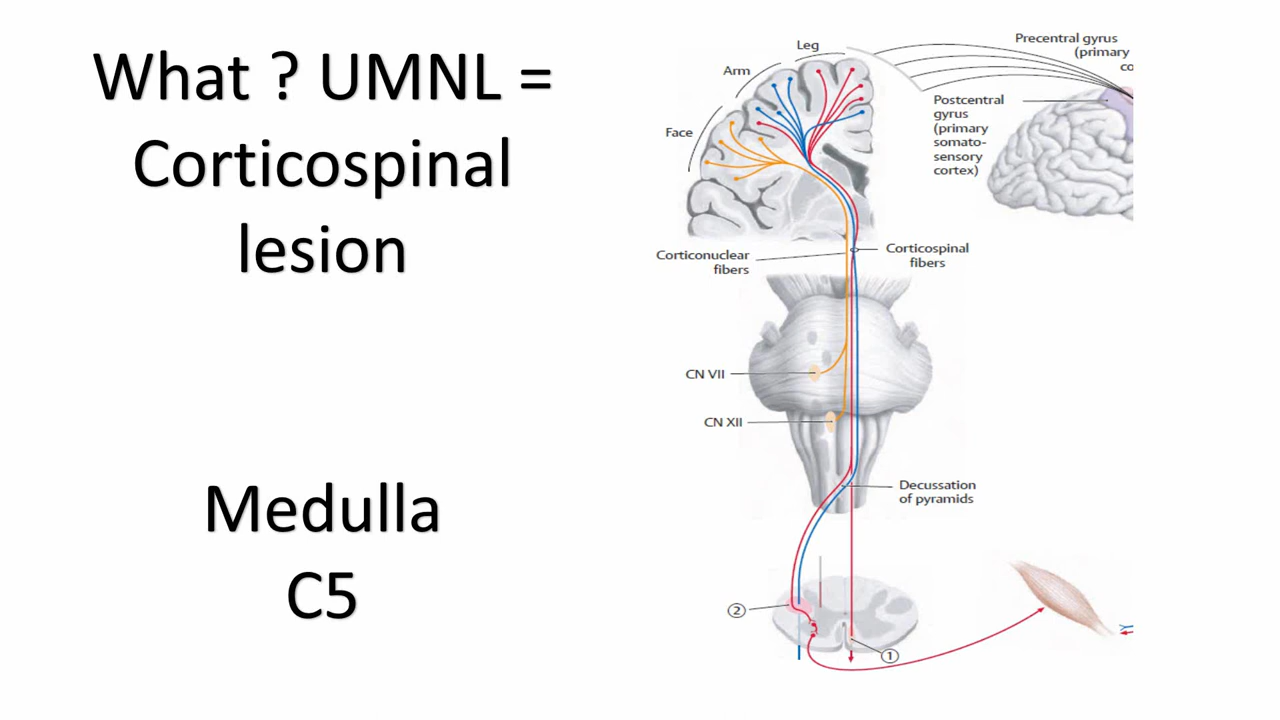 What ? UMNL =
Corticospinal
lesion
Medulla
C5
Leg
Arm
Face
Precentral gyrus
(primary
co
Postcentral
gyrus
(primary
somato-
sensory
cortex)
Corticonuclear
fibers
Corticospinal
fibers
CN VII
CN XII
Decussation
of pyramids
2
1